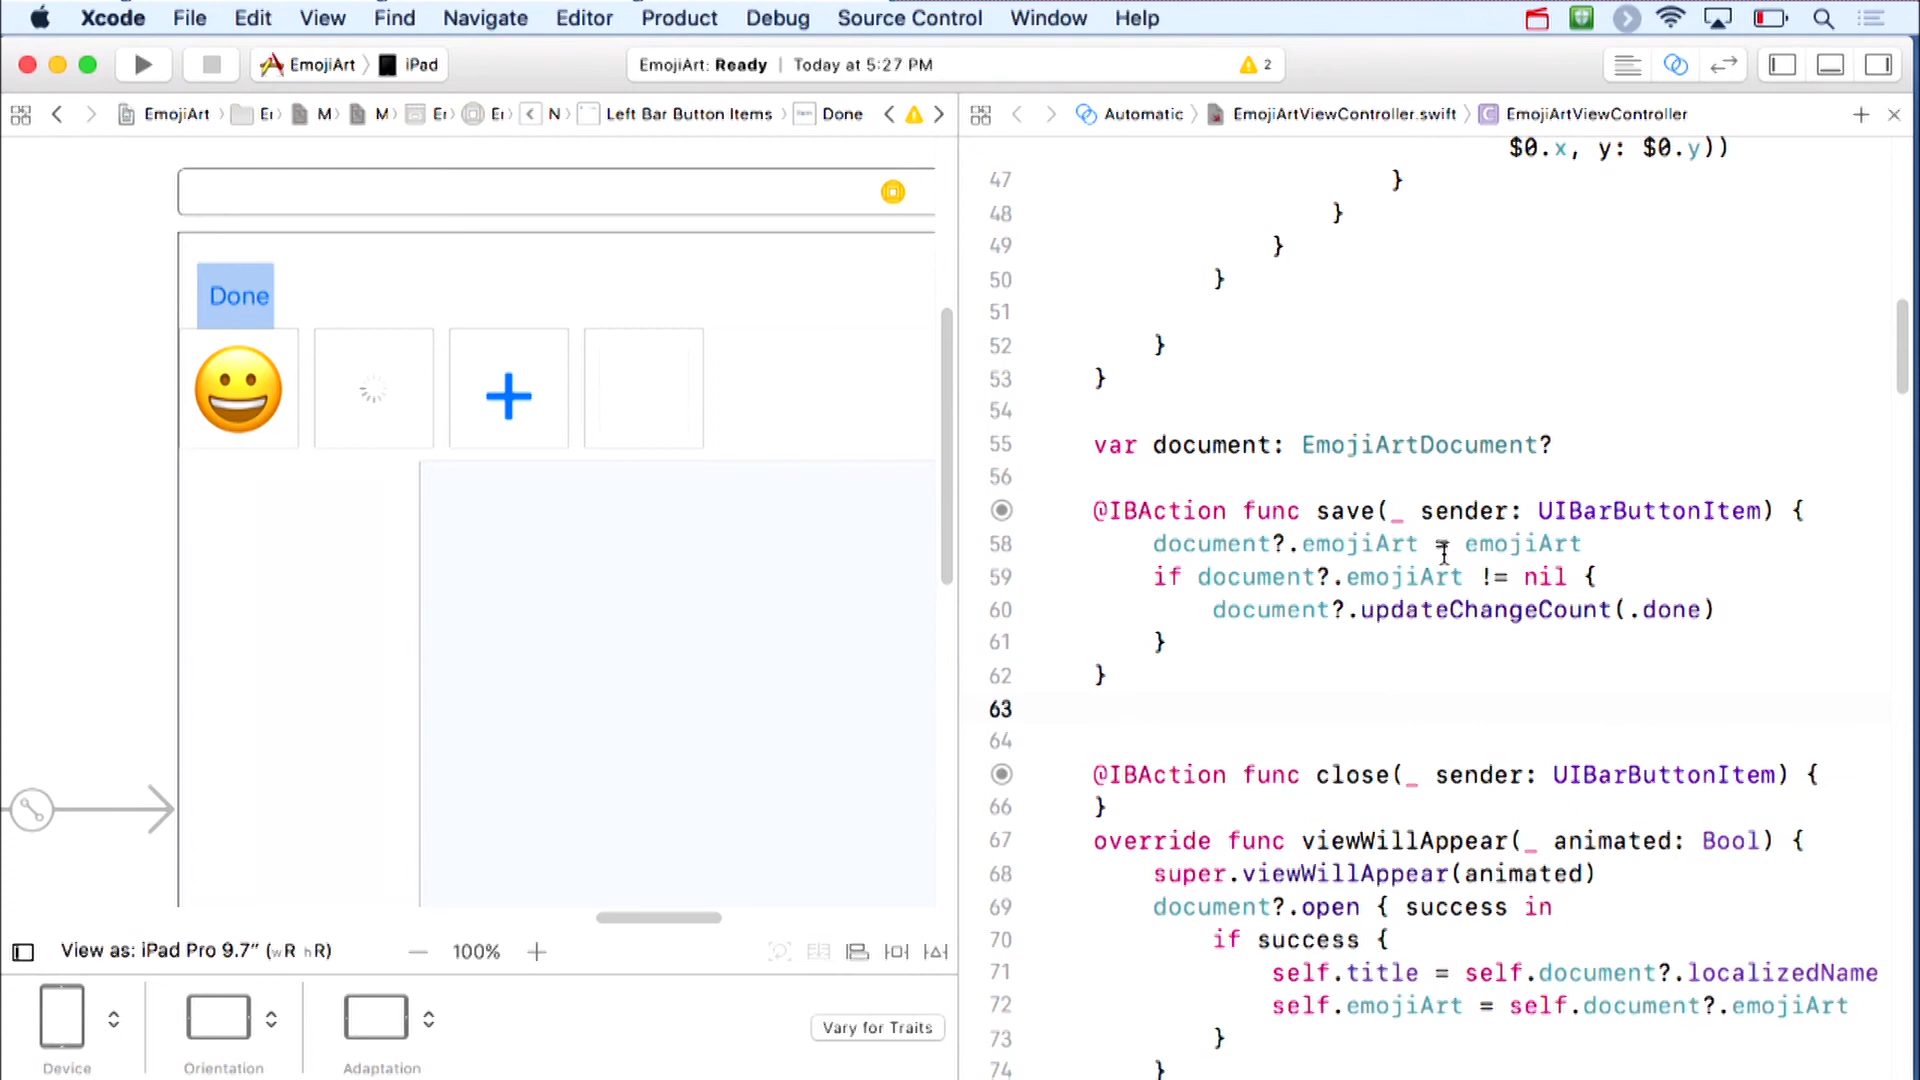 Xcode File Edit View Find Navigate Editor Product Debug Source Control Window Help
EmojiArt iPad EmojiArt: Ready | Today at 5:27 PM 2
EmojiArt M M N Left Bar Button Items Done
Automatic EmojiArtViewController.swift EmojiArtViewController
Done
View as: iPad Pro 9.7" (wR hR) — 100% +
Device Orientation Adaptation Vary for Traits
$0.x, y: $0.y))
47 }
48 }
49 }
50 }
51
52 }
53 }
54
55 var document: EmojiArtDocument?
56
@IBAction func save(_ sender: UIBarButtonItem) {
58 document?.emojiArt = emojiArt
59 if document?.emojiArt != nil {
60 document?.updateChangeCount(.done)
61 }
62 }
63
64
@IBAction func close(_ sender: UIBarButtonItem) {
66 }
67 override func viewWillAppear(_ animated: Bool) {
68 super.viewWillAppear(animated)
69 document?.open { success in
70 if success {
71 self.title = self.document?.localizedName
72 self.emojiArt = self.document?.emojiArt
73 }
74 }